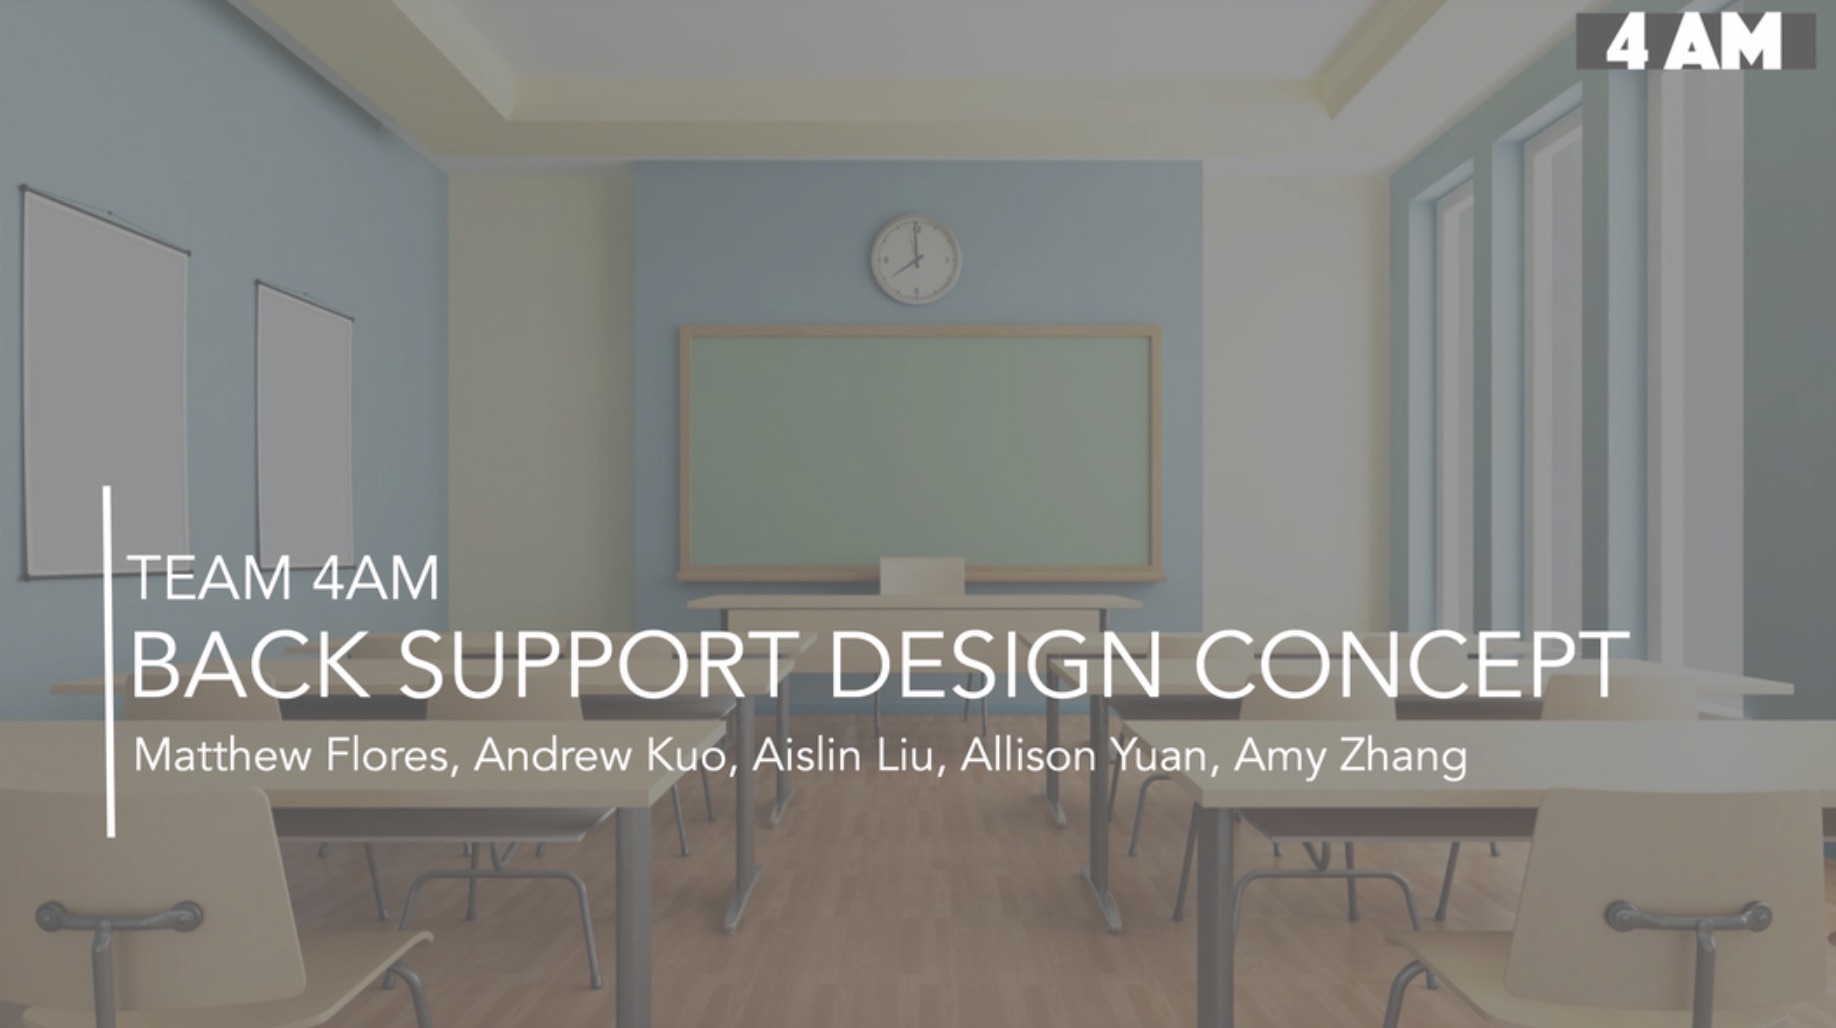 4 AM
TEAM 4AM
BACK SUPPORT DESIGN CONCEPT
Matthew Flores, Andrew Kuo, Aislin Liu, Allison Yuan, Amy Zhang